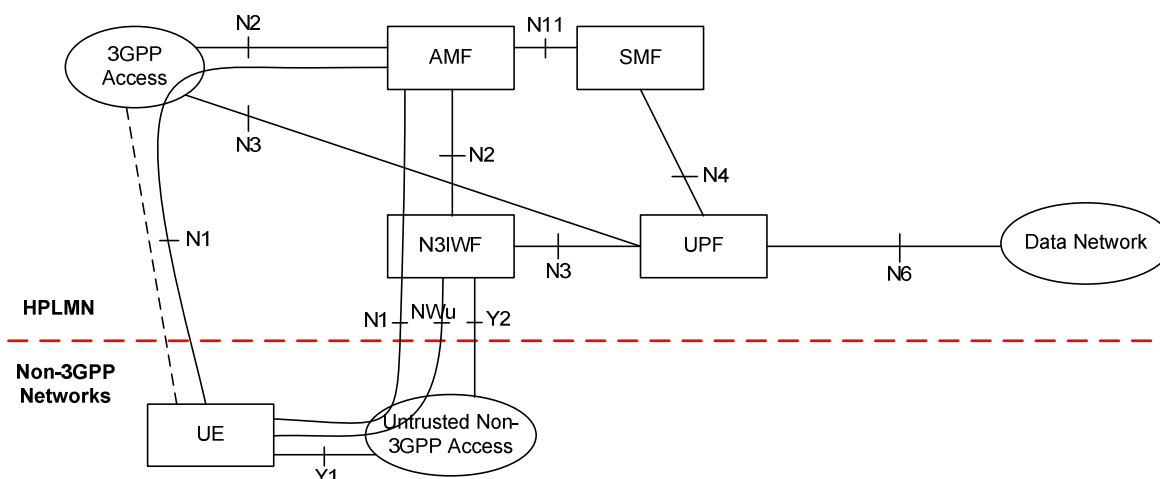 N2
N11
3GPP
Access
AMF
SMF
N3
N2
N4
N1
N3IWF
UPF
Data Network
N3
N6
HPLMN
N1
NWu
Y2
Non-3GPP
Networks
UE
Untrusted Non-
3GPP Access
Y1